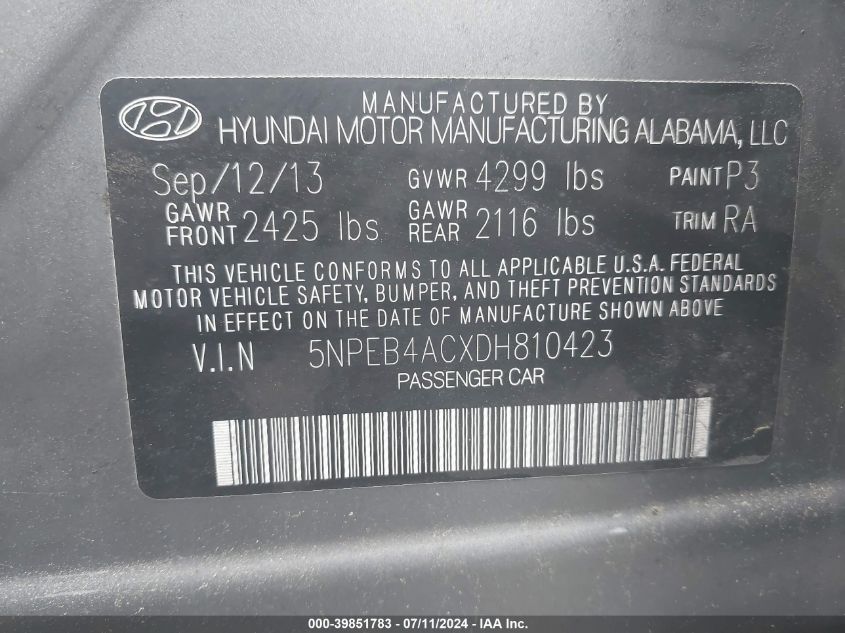 MANUFACTURED BY
HYUNDAI MOTOR MANUFACTURING ALABAMA, LLC
Sep/12/13 GVWR 4299 lbs PAINT P3
GAWR FRONT 2425 lbs GAWR REAR 2116 lbs TRIM RA
THIS VEHICLE CONFORMS TO ALL APPLICABLE U.S.A. FEDERAL
MOTOR VEHICLE SAFETY, BUMPER, AND THEFT PREVENTION STANDARDS
IN EFFECT ON THE DATE OF MANUFACTURE SHOWN ABOVE
V.I.N 5NPEB4ACXDH810423
PASSENGER CAR
000-39851783 - 07/11/2024 - IAA Inc.